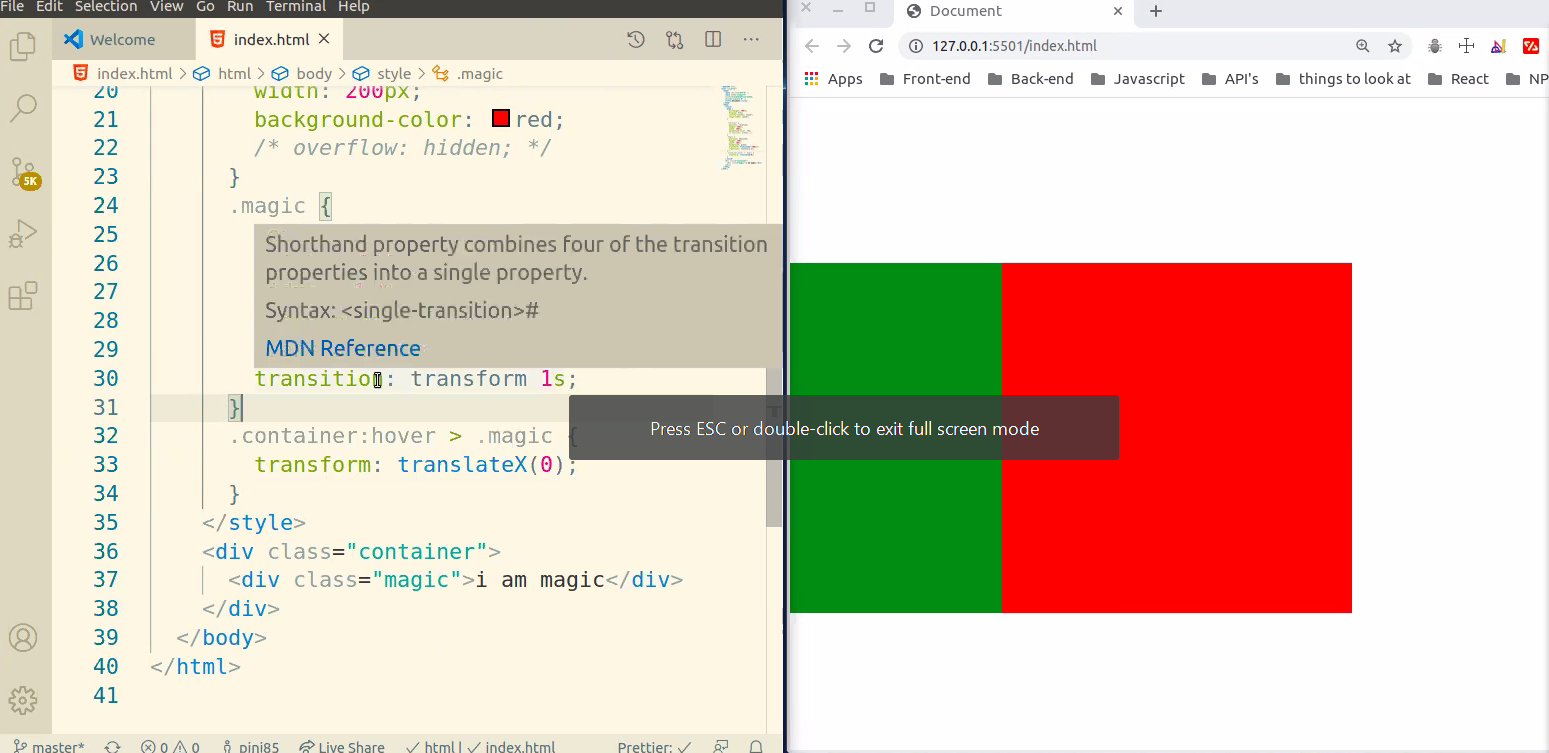 File Edit Selection View Go Run Terminal Help
Welcome
index.html
index.html > html > body > style > .magic
20 width: 200px;
21 background-color: red;
22 /* overflow: hidden; */
23 }
24 .magic {
25
Shorthand property combines four of the transition
26
properties into a single property.
27
28 Syntax: <single-transition>#
29 MDN Reference
30 transition: transform 1s;
31 }
32 .container:hover > .magic {
33 transform: translateX(0);
34 }
35 </style>
36 <div class="container">
37 <div class="magic">i am magic</div>
38 </div>
39 </body>
40 </html>
41
5K
master* 0 0 pini85 Live Share html | index.html Prettier:
Document
127.0.0.1:5501/index.html
Apps Front-end Back-end Javascript API's things to look at React NP
Press ESC or double-click to exit full screen mode